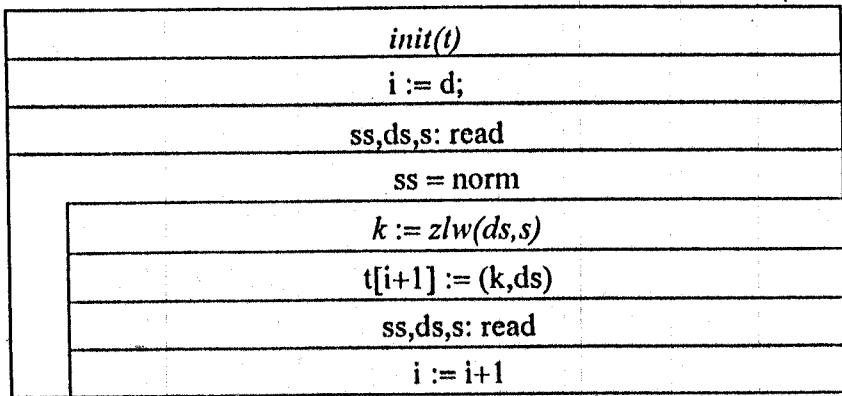 init(t)
i := d;
ss,ds,s: read
ss = norm
k := zlw(ds,s)
t[i+1] := (k,ds)
ss,ds,s: read
i := i+1